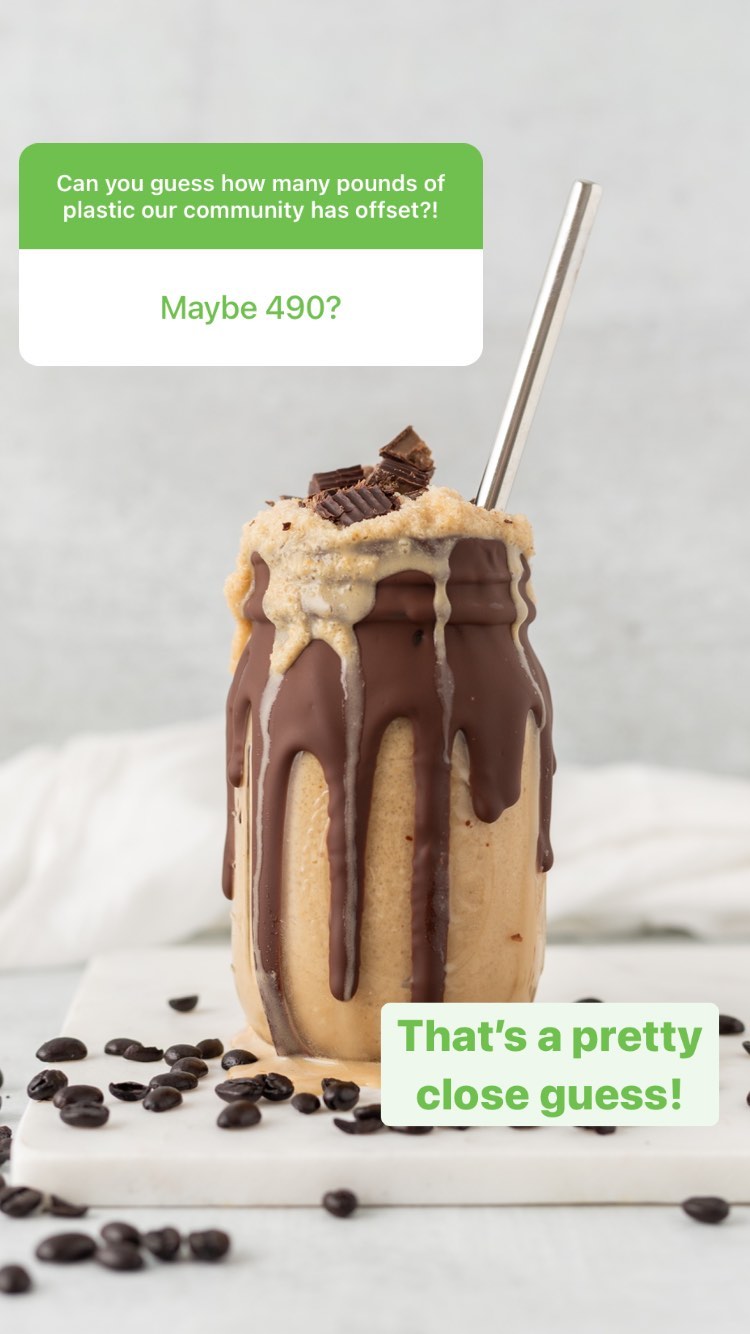 Can you guess how many pounds of
plastic our community has offset?!
Maybe 490?
That’s a pretty
close guess!